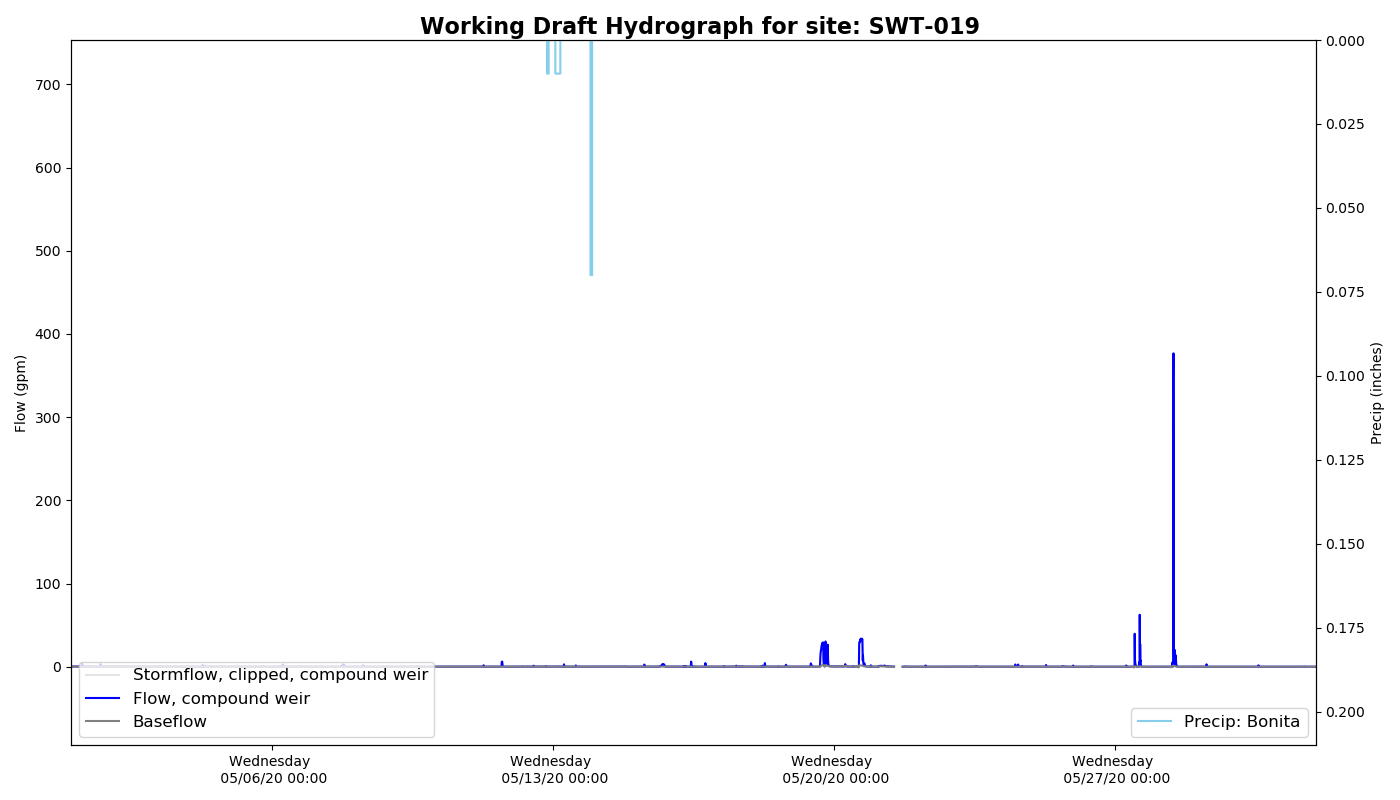 Working Draft Hydrograph for site: SWT-019
700
600
500
400
300
200
100
0
Flow (gpm)
0.000
0.025
0.050
0.075
0.100
0.125
0.150
0.175
0.200
Precip (inches)
Stormflow, clipped, compound weir
Flow, compound weir
Baseflow
Precip: Bonita
Wednesday
05/06/20 00:00
Wednesday
05/13/20 00:00
Wednesday
05/20/20 00:00
Wednesday
05/27/20 00:00